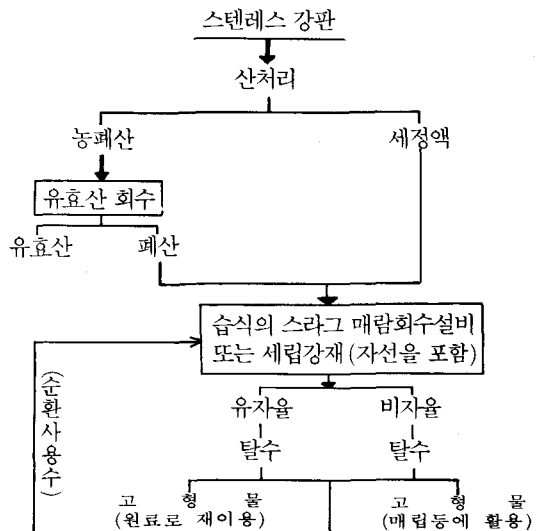 스텐레스 강판
산처리
농폐산 세정액
유효산 회수
유효산 폐산
습식의 스라그 매람회수설비
또는 세립강재(자선을 포함)
(순환사용수)
유자율 비자율
탈수 탈수
고 형 물 고 형 물
(원료로 재이용) (매립등에 활용)